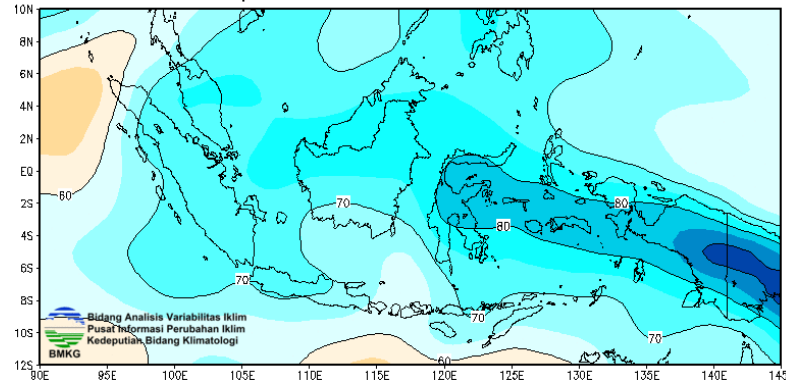 10N
8N
6N
4N
2N
EQ
2S
4S
6S
8S
10S
12S
60
70
80
80
70
70
70
60
Bidang Analisis Variabilitas Iklim
Pusat Informasi Perubahan Iklim
Kedeputian Bidang Klimatologi
BMKG
90E 95E 100E 105E 110E 115E 120E 125E 130E 135E 140E 145